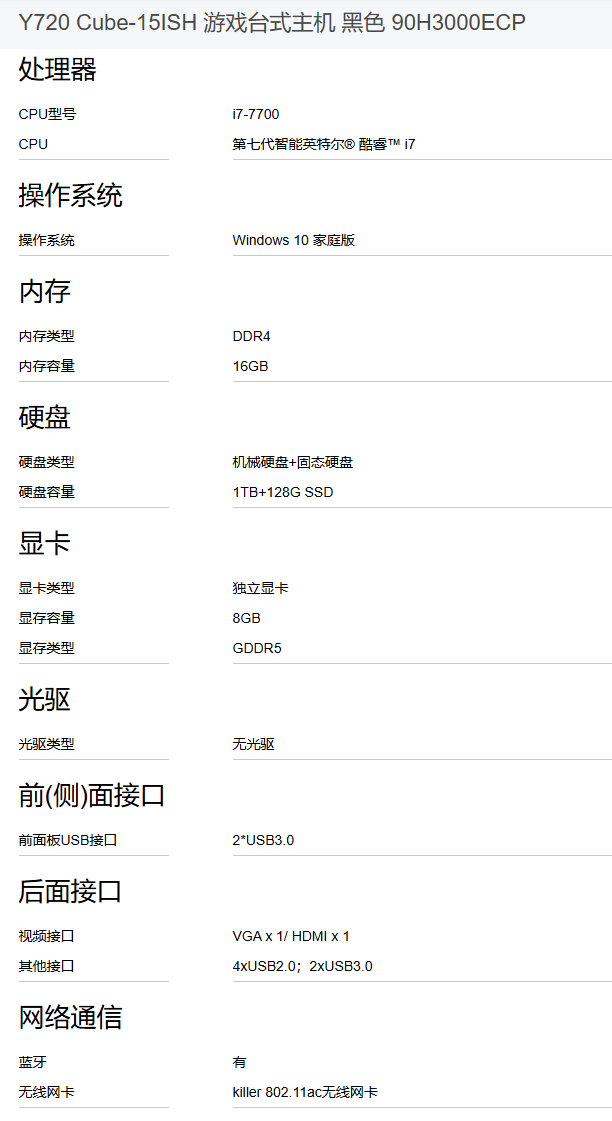 Y720 Cube-15ISH 游戏台式主机 黑色 90H3000ECP
处理器
CPU型号 i7-7700
CPU 第七代智能英特尔® 酷睿™ i7
操作系统
操作系统 Windows 10 家庭版
内存
内存类型 DDR4
内存容量 16GB
硬盘
硬盘类型 机械硬盘+固态硬盘
硬盘容量 1TB+128G SSD
显卡
显卡类型 独立显卡
显存容量 8GB
显存类型 GDDR5
光驱
光驱类型 无光驱
前(侧)面接口
前面板USB接口 2*USB3.0
后面接口
视频接口 VGA x 1/ HDMI x 1
其他接口 4xUSB2.0；2xUSB3.0
网络通信
蓝牙 有
无线网卡 killer 802.11ac无线网卡